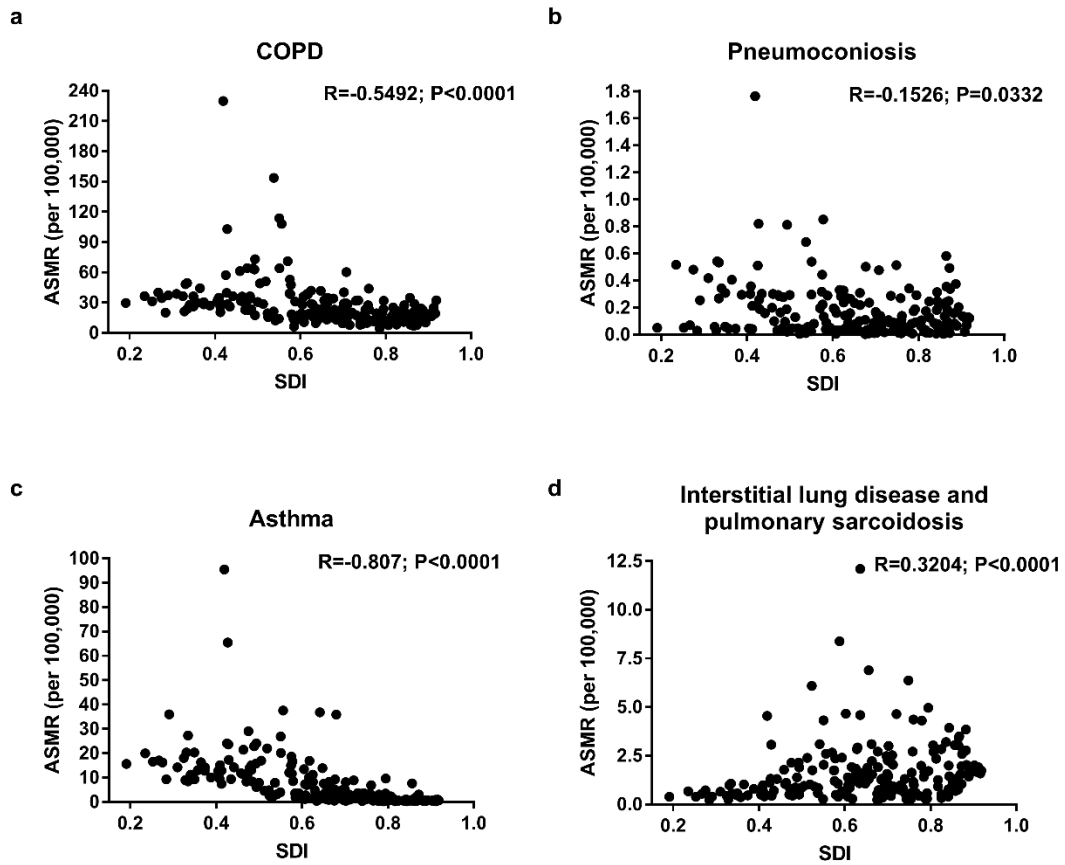 a
COPD
R=-0.5492; P<0.0001
ASMR (per 100,000)
240
210
180
150
120
90
60
30
0
0.2 0.4 0.6 0.8 1.0
SDI
b
Pneumoconiosis
R=-0.1526; P=0.0332
ASMR (per 100,000)
1.8
1.6
1.4
1.2
1.0
0.8
0.6
0.4
0.2
0.0
0.2 0.4 0.6 0.8 1.0
SDI
c
Asthma
R=-0.807; P<0.0001
ASMR (per 100,000)
100
90
80
70
60
50
40
30
20
10
0
0.2 0.4 0.6 0.8 1.0
SDI
d
Interstitial lung disease and
pulmonary sarcoidosis
R=0.3204; P<0.0001
ASMR (per 100,000)
12.5
10.0
7.5
5.0
2.5
0.0
0.2 0.4 0.6 0.8 1.0
SDI